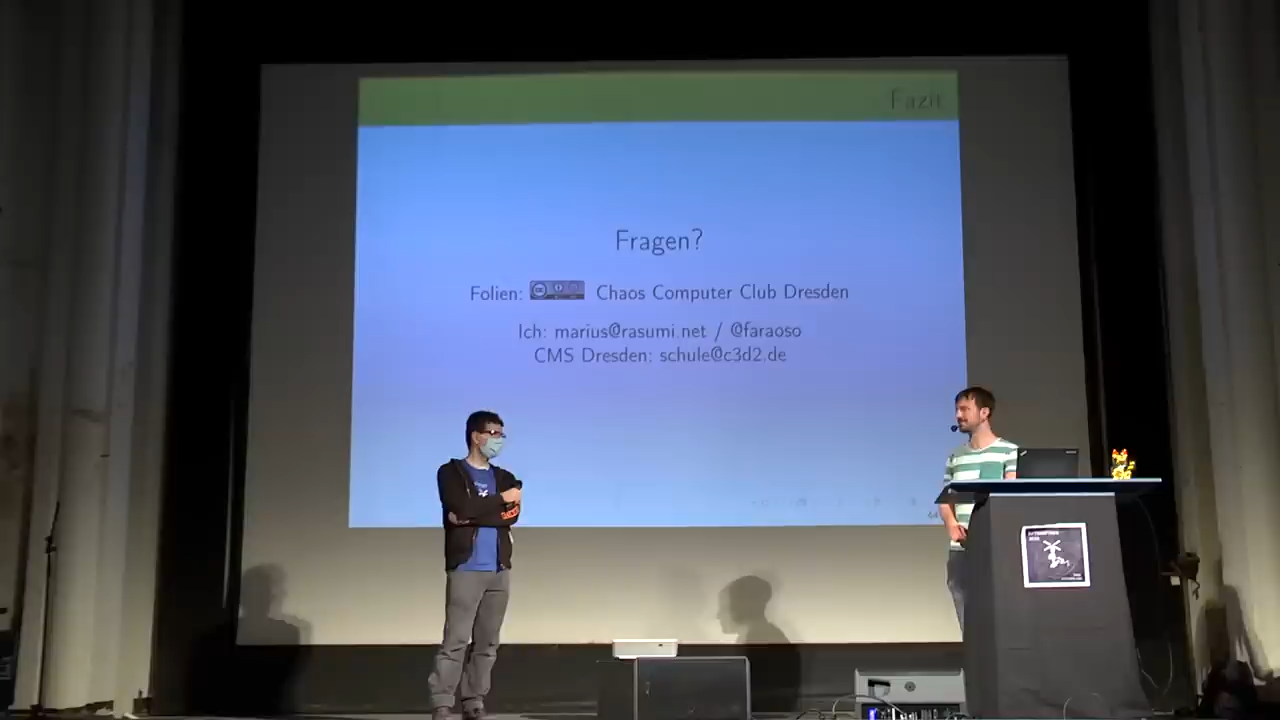 Fazit
Fragen?
Folien: Chaos Computer Club Dresden
Ich: marius@rasumi.net / @faraoso
CMS Dresden: schule@c3d2.de